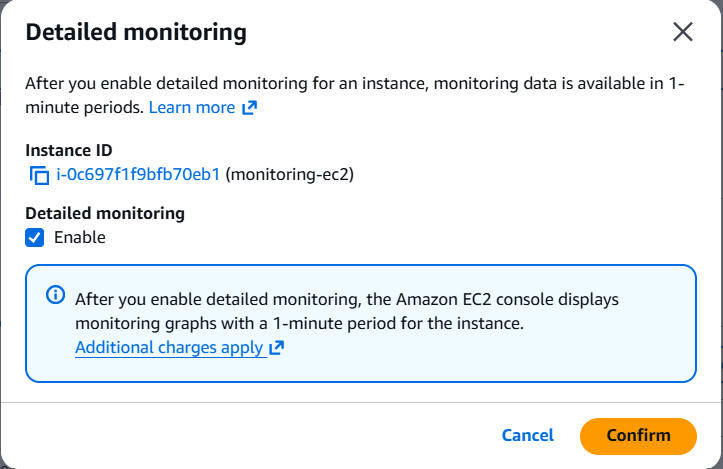 Detailed monitoring
After you enable detailed monitoring for an instance, monitoring data is available in 1-
minute periods. Learn more
Instance ID
i-0c697f1f9bfb70eb1 (monitoring-ec2)
Detailed monitoring
Enable
After you enable detailed monitoring, the Amazon EC2 console displays
monitoring graphs with a 1-minute period for the instance.
Additional charges apply
Cancel Confirm